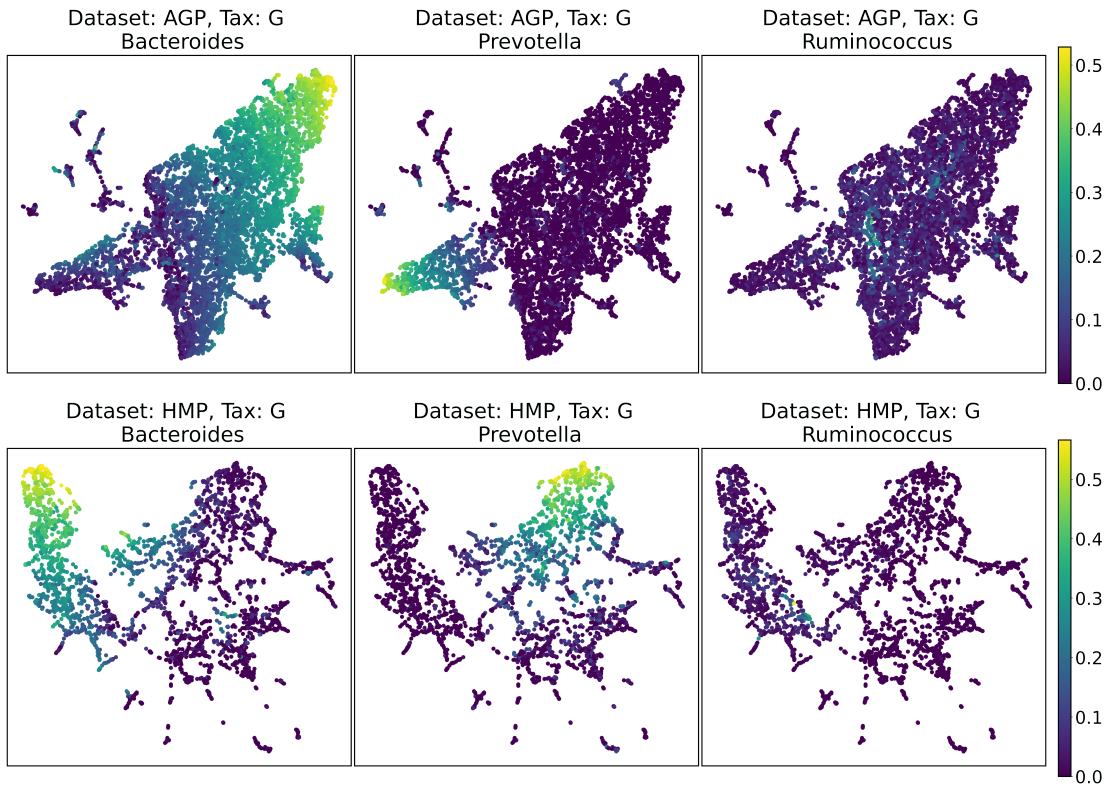 Dataset: AGP, Tax: G
Bacteroides
Dataset: AGP, Tax: G
Prevotella
Dataset: AGP, Tax: G
Ruminococcus
0.5
0.4
0.3
0.2
0.1
0.0
Dataset: HMP, Tax: G
Bacteroides
Dataset: HMP, Tax: G
Prevotella
Dataset: HMP, Tax: G
Ruminococcus
0.5
0.4
0.3
0.2
0.1
0.0